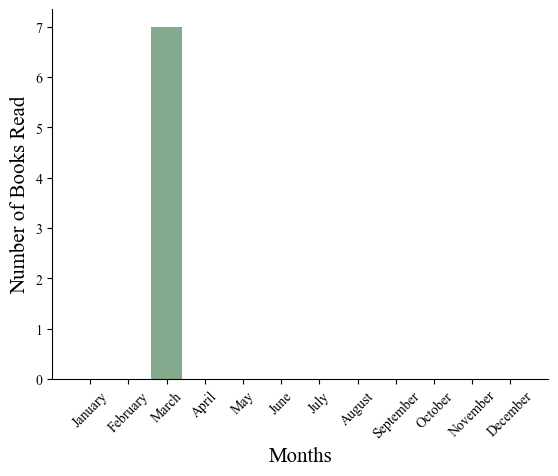 Number of Books Read
7
6
5
4
3
2
1
0
January
February
March
April
May
June
July
August
September
October
November
December
Months